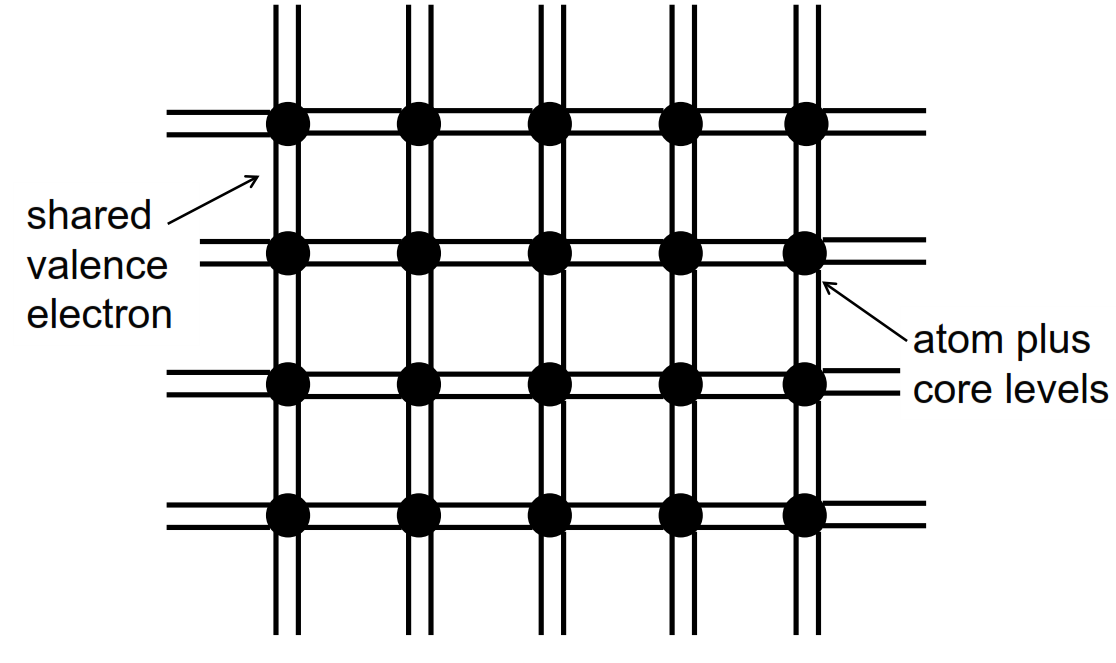 shared
valence
electron
atom plus
core levels